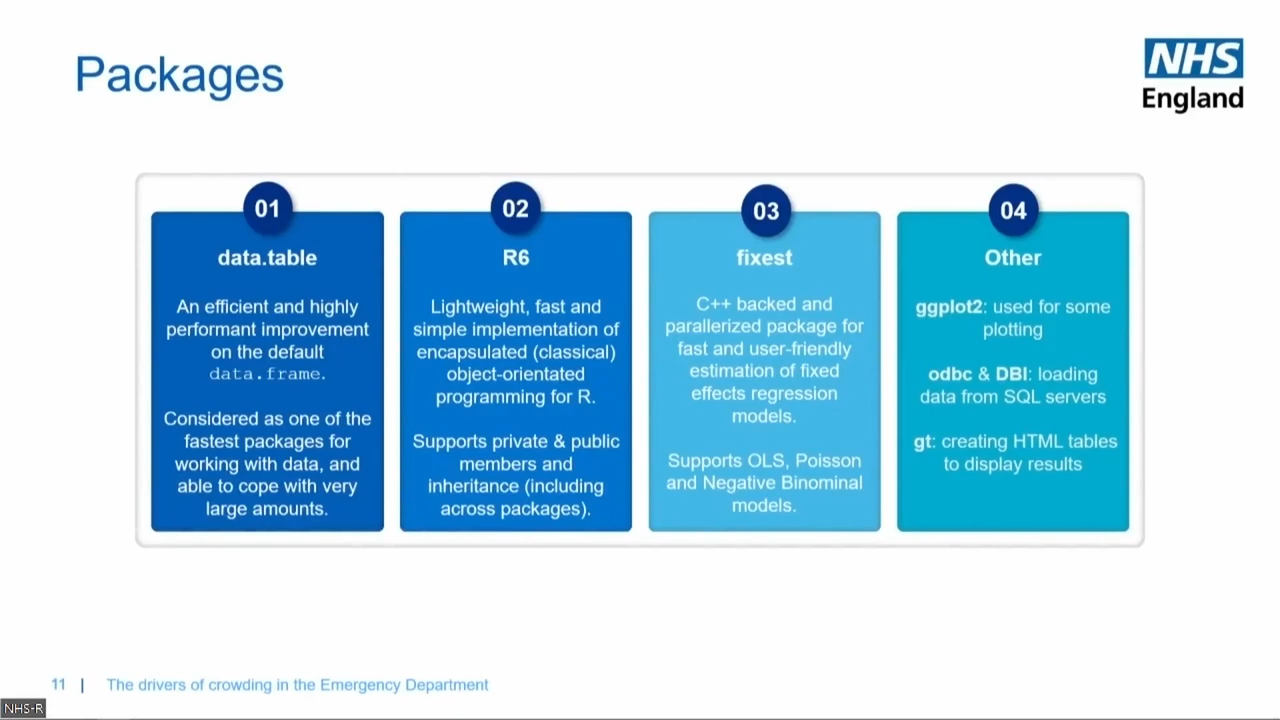 Packages
NHS
England
01
data.table
An efficient and highly
performant improvement
on the default
data.frame.
Considered as one of the
fastest packages for
working with data, and
able to cope with very
large amounts.
02
R6
Lightweight, fast and
simple implementation of
encapsulated (classical)
object-orientated
programming for R.
Supports private & public
members and
inheritance (including
across packages).
03
fixest
C++ backed and
parallerized package for
fast and user-friendly
estimation of fixed
effects regression
models.
Supports OLS, Poisson
and Negative Binominal
models.
04
Other
ggplot2: used for some
plotting
odbc & DBI: loading
data from SQL servers
gt: creating HTML tables
to display results
11 | The drivers of crowding in the Emergency Department
NHS-R